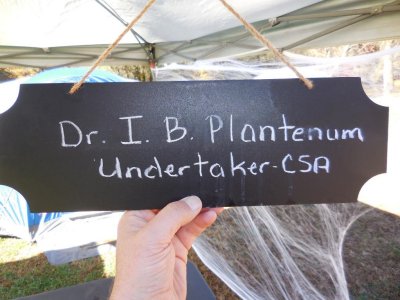 Dr. I. B. Plantenum
Undertaker-CSA